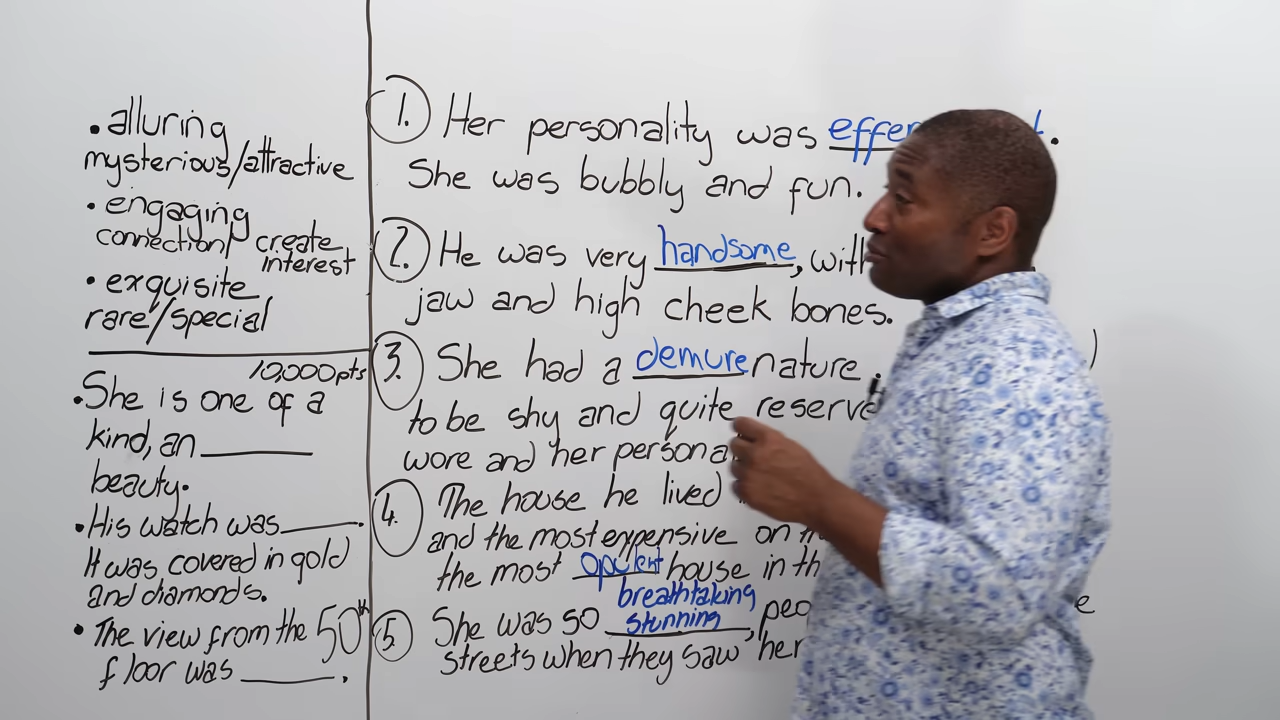 • alluring
mysterious/attractive
• engaging
connection/ create
interest
• exquisite
rare/special
10,000pts
• She is one of a
kind, an ______
beauty.
• His watch was ______.
It was covered in gold
and diamonds.
• The view from the 50th
floor was ______.
1. Her personality was .
She was bubbly and fun.
2. He was very handsome,
jaw and high cheek bones.
3. She had a demure nature.
to be shy and quite
wore and her
4. The house he lived
and the most expensive on
the most opulent house in
breathtaking
5. She was so stunning,
streets when they saw her